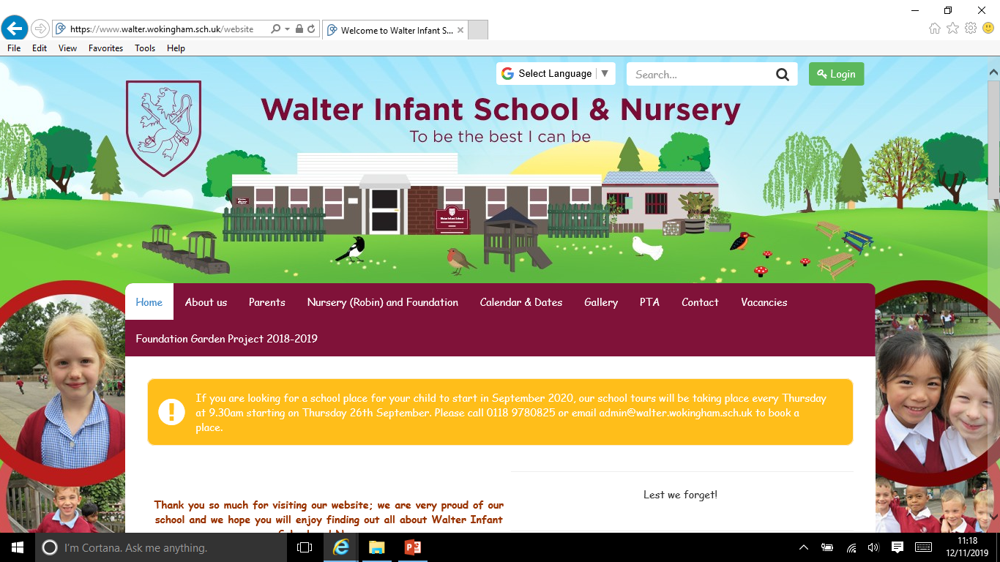 https://www.walter.wokingham.sch.uk/website
Welcome to Walter Infant S...
File Edit View Favorites Tools Help
Select Language ▼
Search...
Login
Walter Infant School & Nursery
To be the best I can be
Walter Infant School
Home About us Parents Nursery (Robin) and Foundation Calendar & Dates Gallery PTA Contact Vacancies
Foundation Garden Project 2018-2019
If you are looking for a school place for your child to start in September 2020, our school tours will be taking place every Thursday
at 9.30am starting on Thursday 26th September. Please call 0118 9780825 or email admin@walter.wokingham.sch.uk to book a
place.
Thank you so much for visiting our website; we are very proud of our
school and we hope you will enjoy finding out all about Walter Infant
Lest we forget!
I'm Cortana. Ask me anything.
11:18
12/11/2019